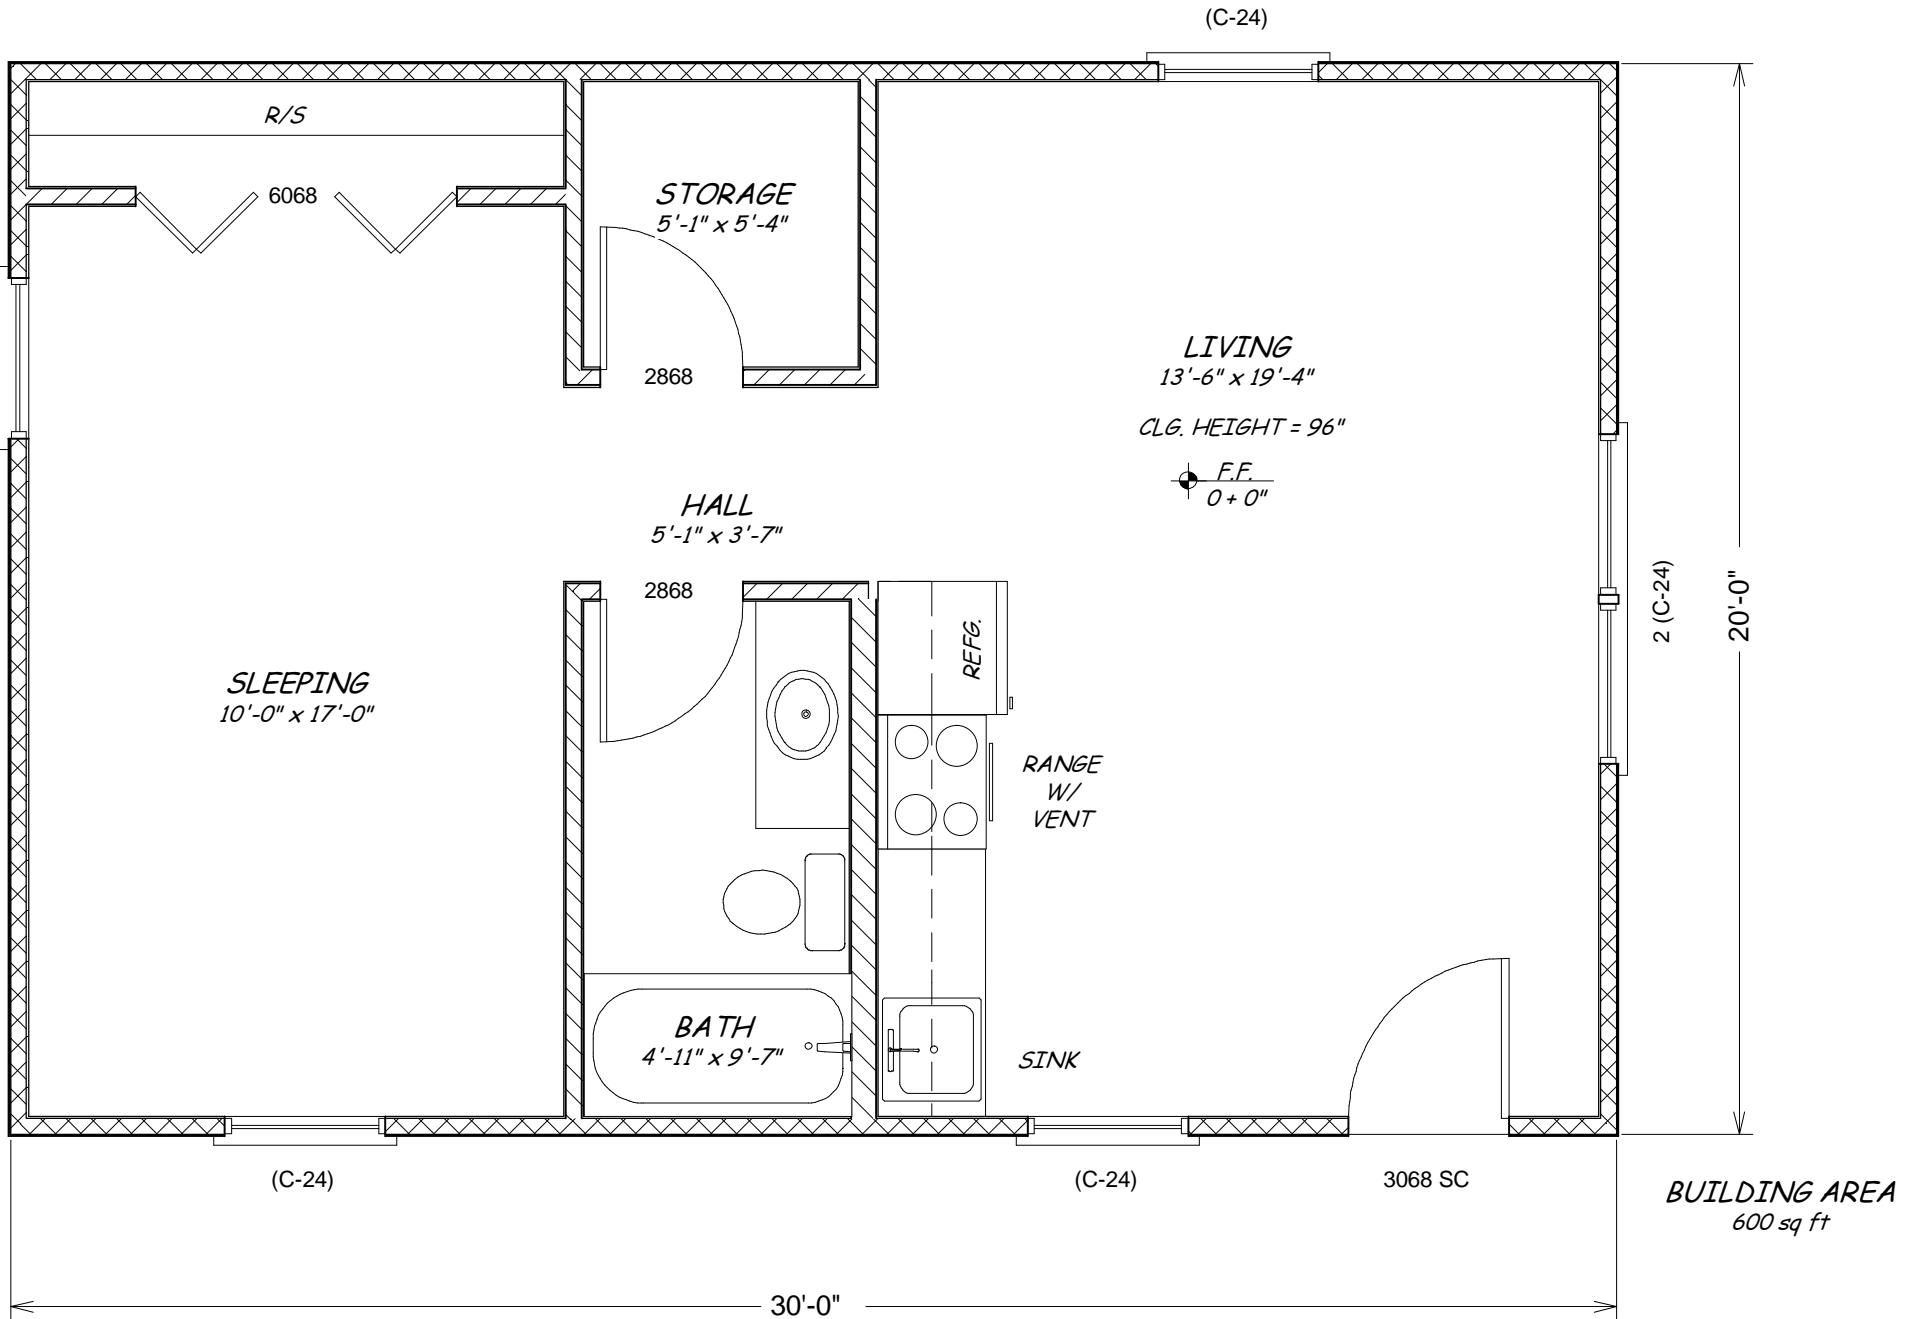 (C-24)
R/S
6068
STORAGE
5'-1" x 5'-4"
2868
LIVING
13'-6" x 19'-4"
CLG. HEIGHT = 96"
F.F.
0 + 0"
HALL
5'-1" x 3'-7"
2868
2 (C-24)
20'-0"
REFG.
SLEEPING
10'-0" x 17'-0"
RANGE
W/
VENT
BATH
4'-11" x 9'-7"
SINK
(C-24)
(C-24)
3068 SC
BUILDING AREA
600 sq ft
30'-0"